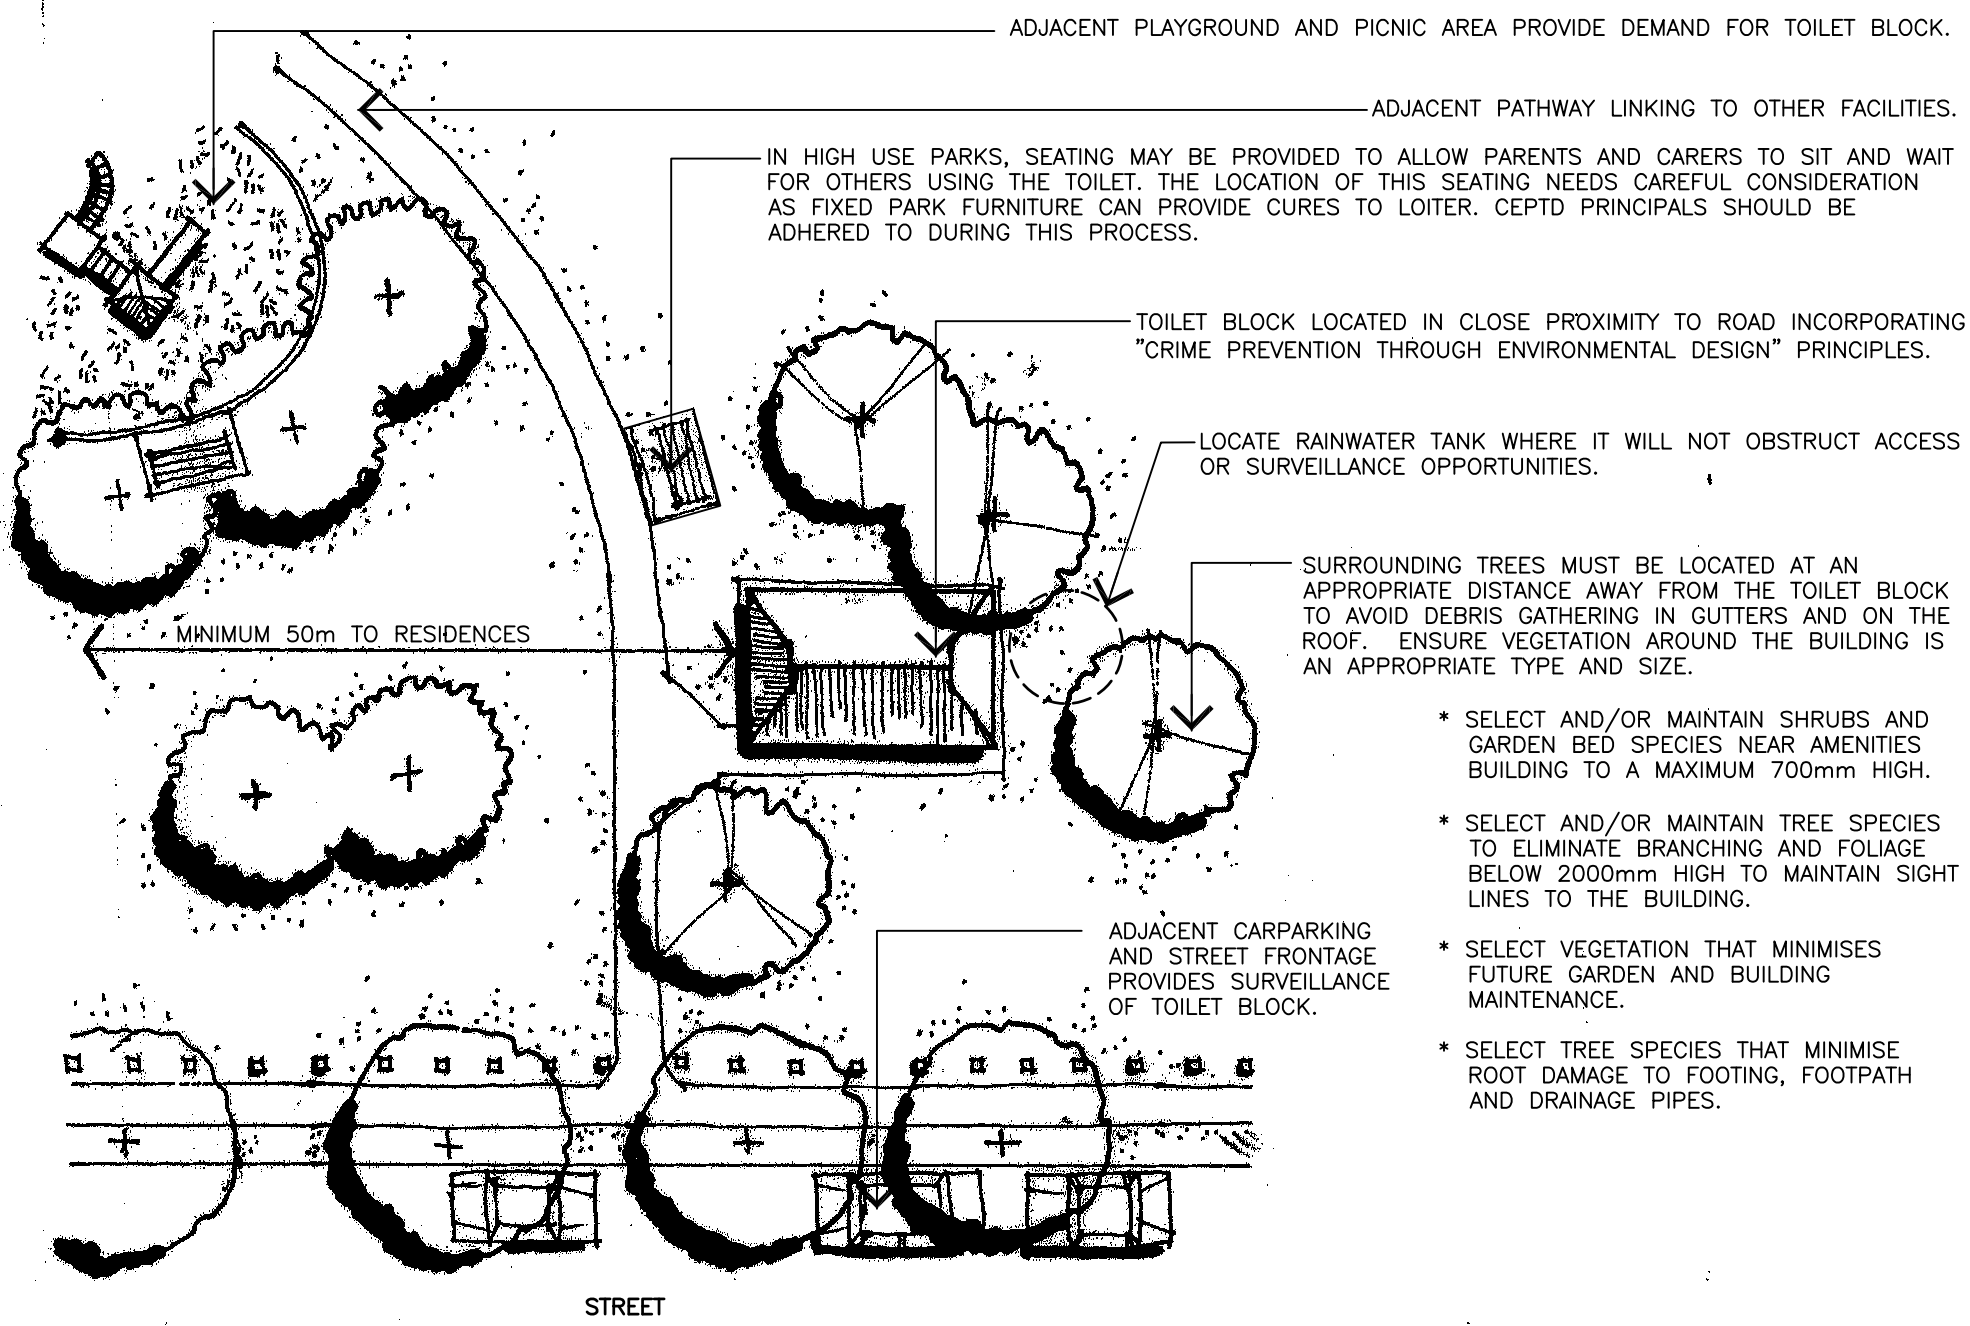 ADJACENT PLAYGROUND AND PICNIC AREA PROVIDE DEMAND FOR TOILET BLOCK.
ADJACENT PATHWAY LINKING TO OTHER FACILITIES.
IN HIGH USE PARKS, SEATING MAY BE PROVIDED TO ALLOW PARENTS AND CARERS TO SIT AND WAIT
FOR OTHERS USING THE TOILET. THE LOCATION OF THIS SEATING NEEDS CAREFUL CONSIDERATION
AS FIXED PARK FURNITURE CAN PROVIDE CURES TO LOITER. CEPTD PRINCIPALS SHOULD BE
ADHERED TO DURING THIS PROCESS.
TOILET BLOCK LOCATED IN CLOSE PROXIMITY TO ROAD INCORPORATING
"CRIME PREVENTION THROUGH ENVIRONMENTAL DESIGN" PRINCIPLES.
LOCATE RAINWATER TANK WHERE IT WILL NOT OBSTRUCT ACCESS
OR SURVEILLANCE OPPORTUNITIES.
SURROUNDING TREES MUST BE LOCATED AT AN
APPROPRIATE DISTANCE AWAY FROM THE TOILET BLOCK
TO AVOID DEBRIS GATHERING IN GUTTERS AND ON THE
ROOF. ENSURE VEGETATION AROUND THE BUILDING IS
AN APPROPRIATE TYPE AND SIZE.
MINIMUM 50m TO RESIDENCES
* SELECT AND/OR MAINTAIN SHRUBS AND
GARDEN BED SPECIES NEAR AMENITIES
BUILDING TO A MAXIMUM 700mm HIGH.
* SELECT AND/OR MAINTAIN TREE SPECIES
TO ELIMINATE BRANCHING AND FOLIAGE
BELOW 2000mm HIGH TO MAINTAIN SIGHT
LINES TO THE BUILDING.
* SELECT VEGETATION THAT MINIMISES
FUTURE GARDEN AND BUILDING
MAINTENANCE.
* SELECT TREE SPECIES THAT MINIMISE
ROOT DAMAGE TO FOOTING, FOOTPATH
AND DRAINAGE PIPES.
ADJACENT CARPARKING
AND STREET FRONTAGE
PROVIDES SURVEILLANCE
OF TOILET BLOCK.
STREET